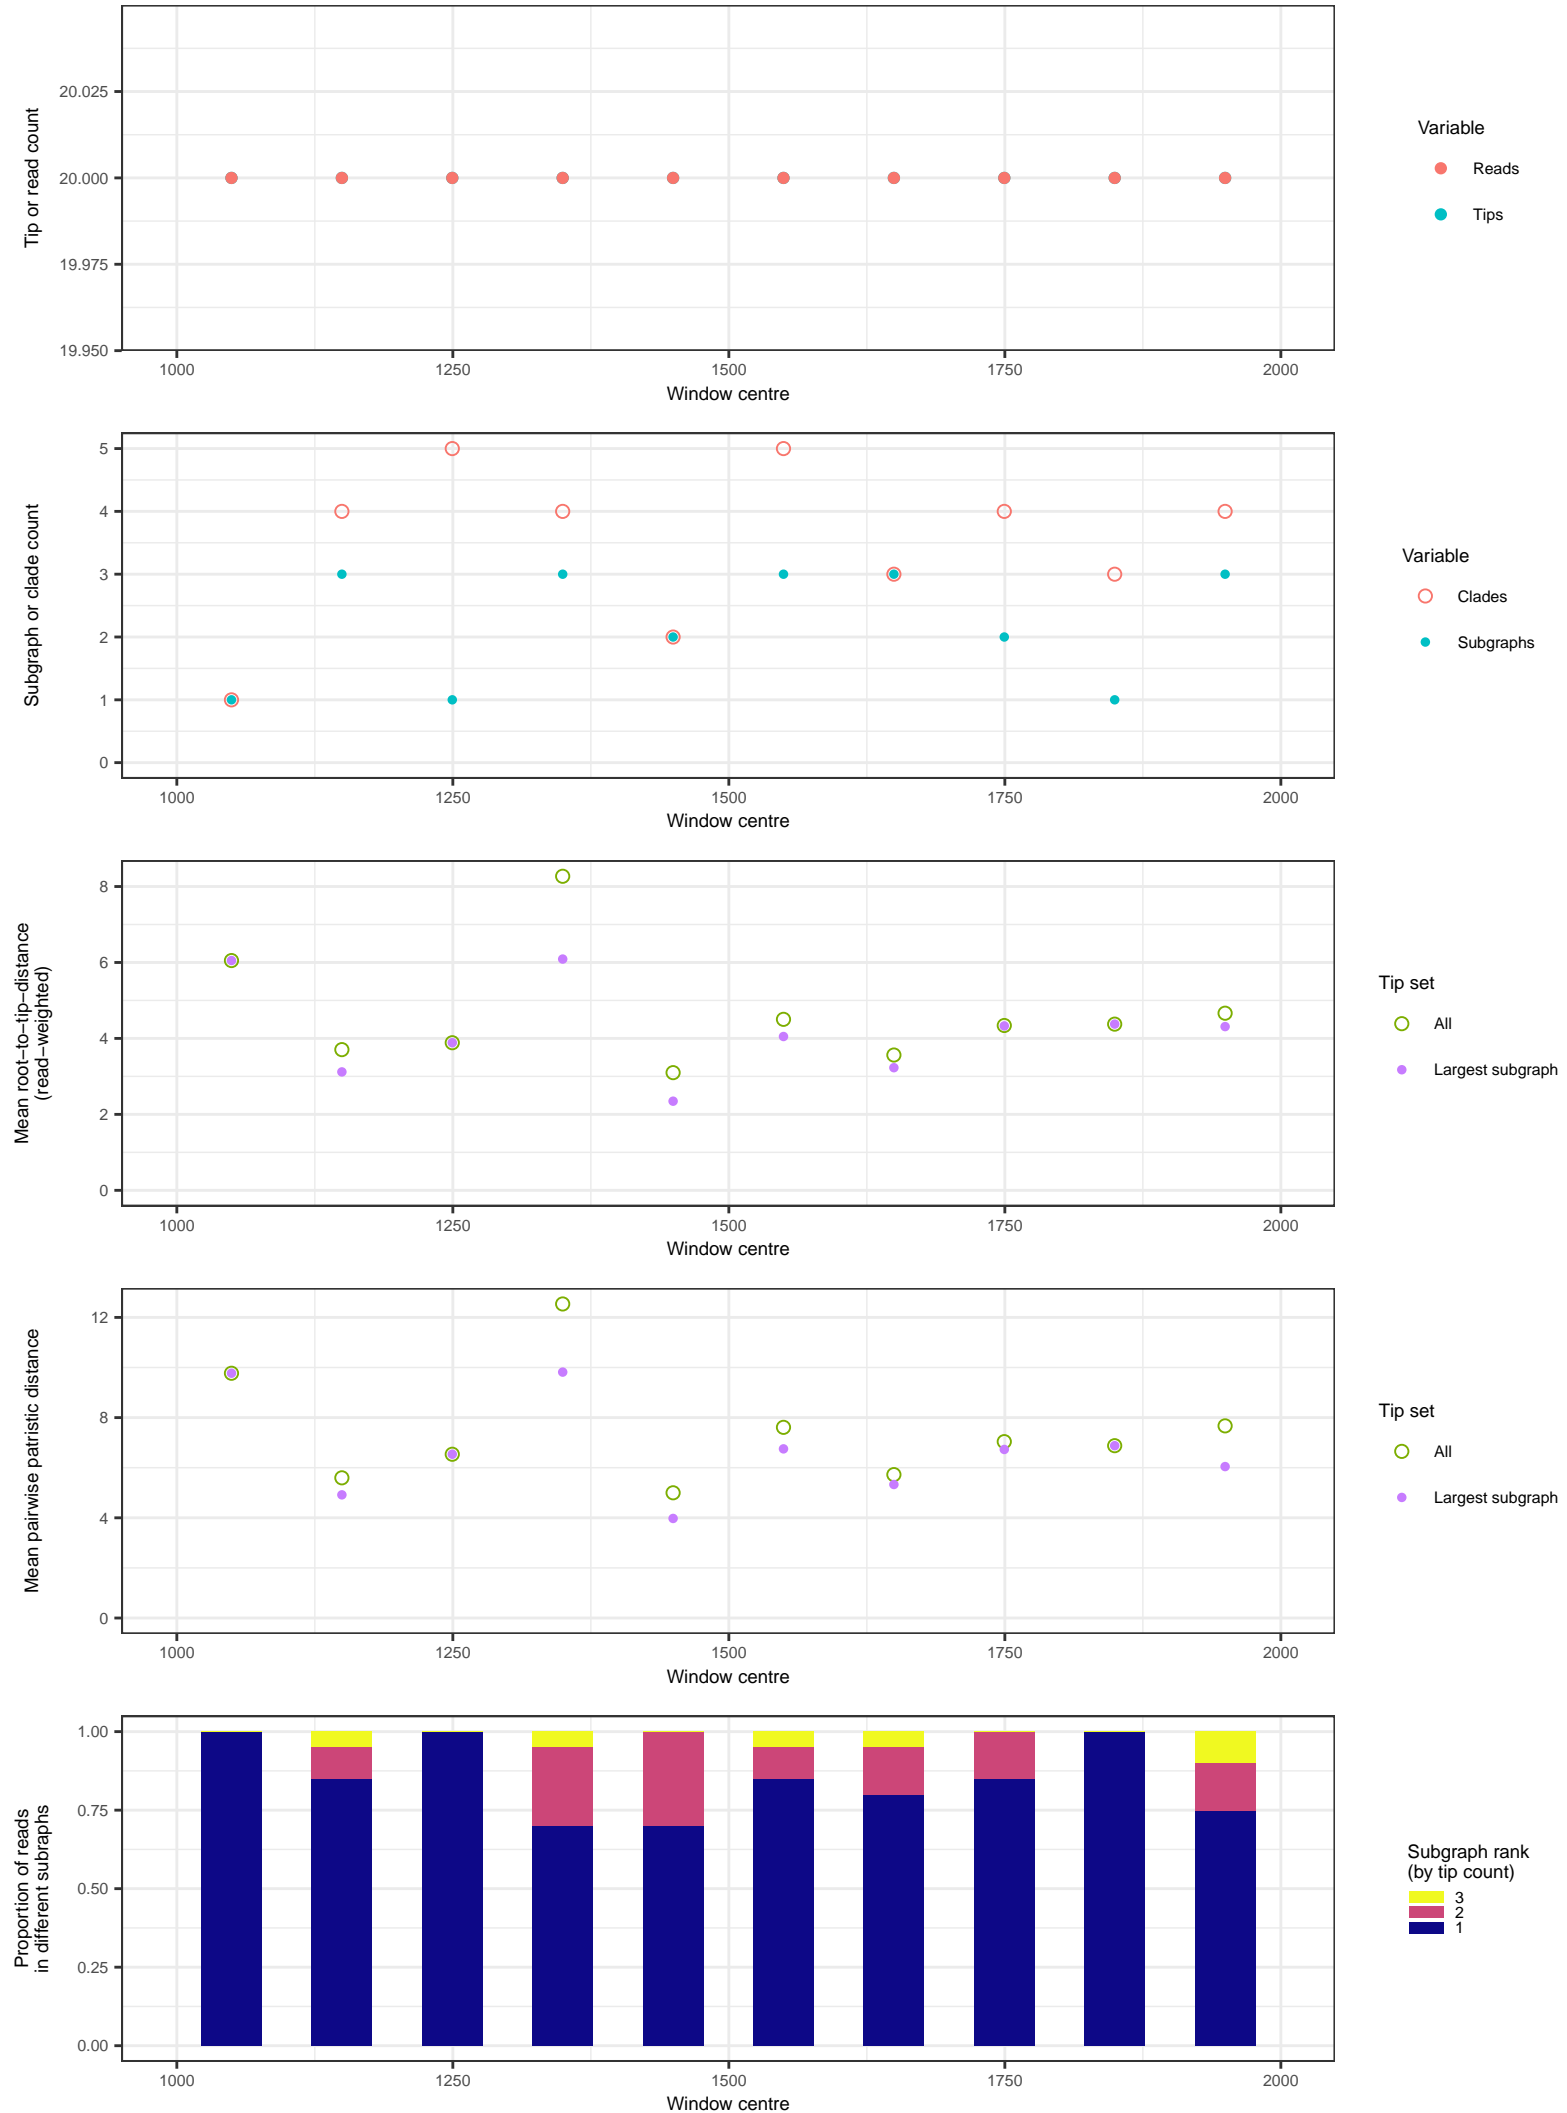 20.025
20.000
19.975
19.950
Tip or read count
1000 1250 1500 1750 2000
Window centre
Variable
Reads
Tips
5
4
3
2
1
0
Subgraph or clade count
1000 1250 1500 1750 2000
Window centre
Variable
Clades
Subgraphs
8
6
4
2
0
Mean root−to−tip−distance
(read−weighted)
1000 1250 1500 1750 2000
Window centre
Tip set
All
Largest subgraph
12
8
4
0
Mean pairwise patristic distance
1000 1250 1500 1750 2000
Window centre
Tip set
All
Largest subgraph
1.00
0.75
0.50
0.25
0.00
Proportion of reads
in different subraphs
1000 1250 1500 1750 2000
Window centre
Subgraph rank
(by tip count)
3
2
1